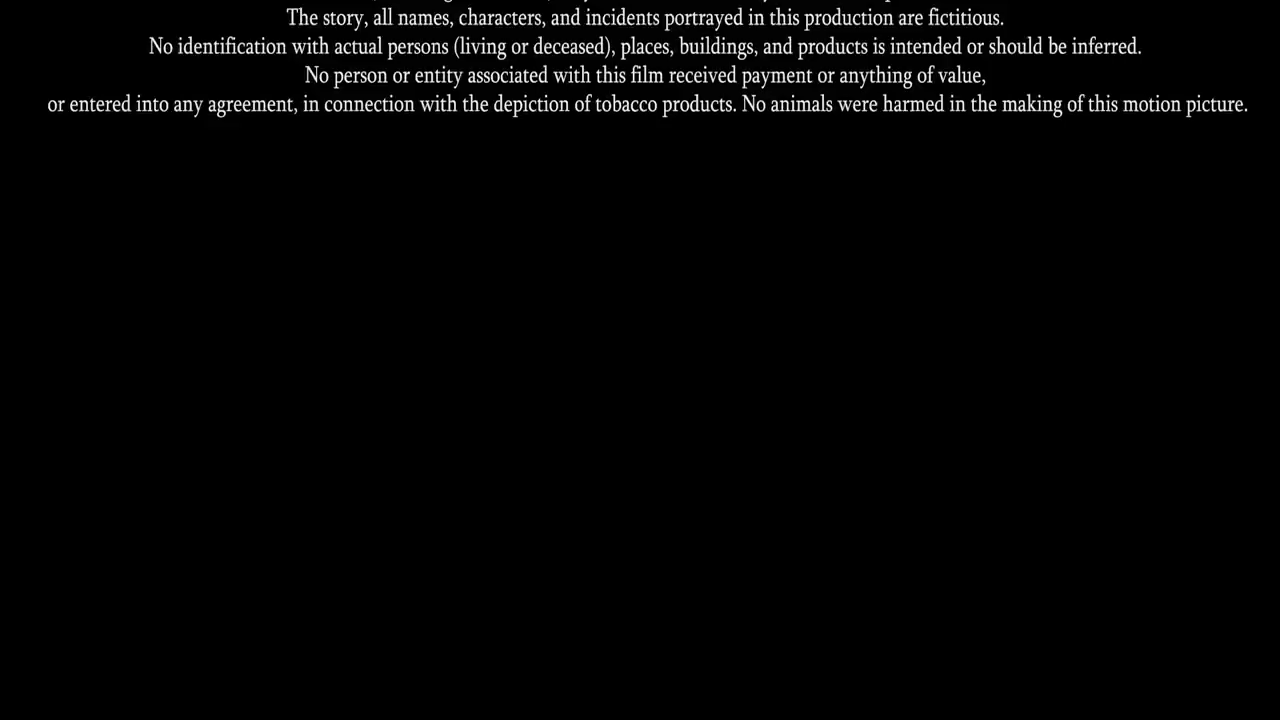 The story, all names, characters, and incidents portrayed in this production are fictitious.
No identification with actual persons (living or deceased), places, buildings, and products is intended or should be inferred.
No person or entity associated with this film received payment or anything of value,
or entered into any agreement, in connection with the depiction of tobacco products. No animals were harmed in the making of this motion picture.